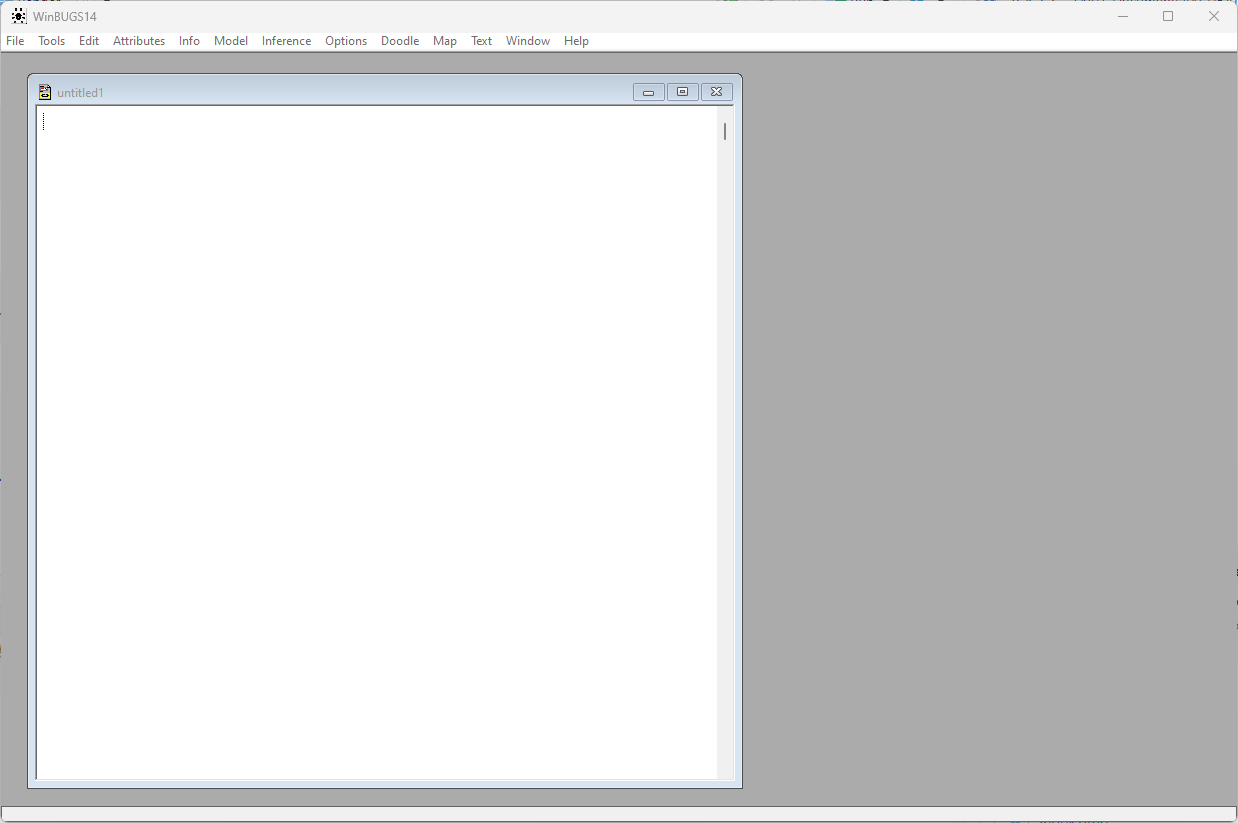 WinBUGS14
File Tools Edit Attributes Info Model Inference Options Doodle Map Text Window Help
untitled1